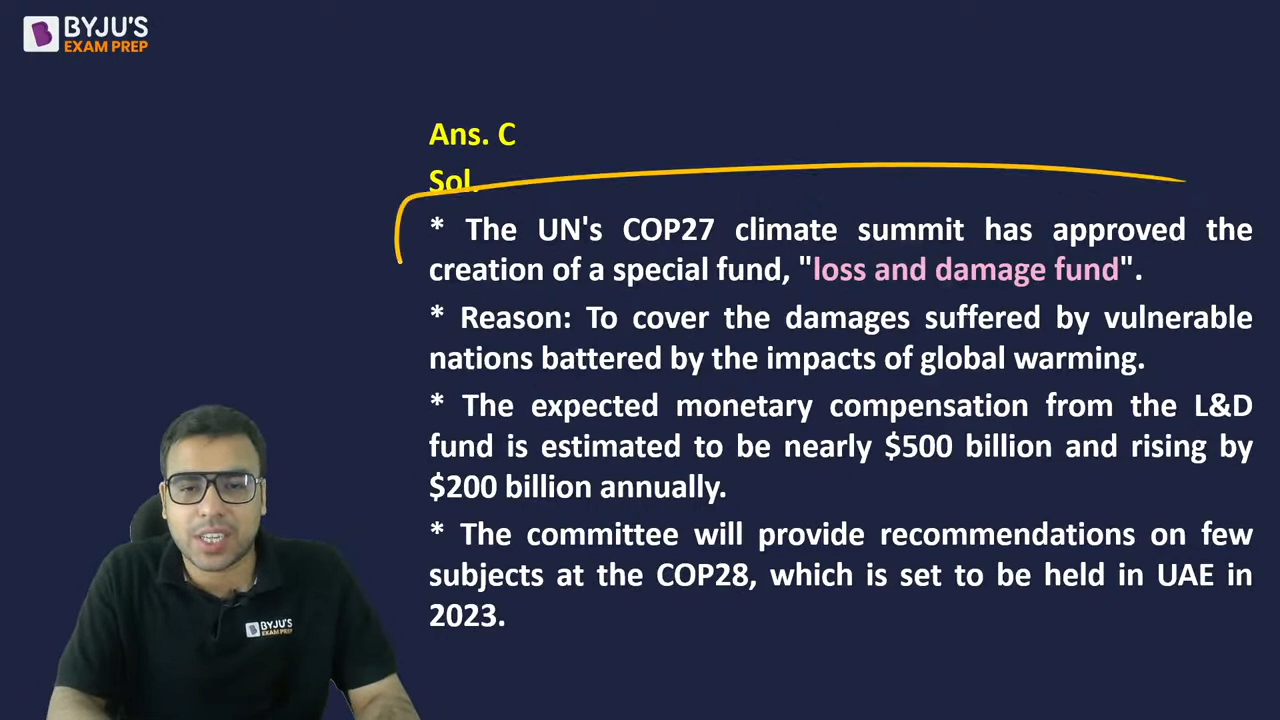 BYJU'S
EXAM PREP
Ans. C
Sol.
* The UN's COP27 climate summit has approved the
creation of a special fund, "loss and damage fund".
* Reason: To cover the damages suffered by vulnerable
nations battered by the impacts of global warming.
* The expected monetary compensation from the L&D
fund is estimated to be nearly $500 billion and rising by
$200 billion annually.
* The committee will provide recommendations on few
subjects at the COP28, which is set to be held in UAE in
2023.
BYJU'S
EXAM PREP